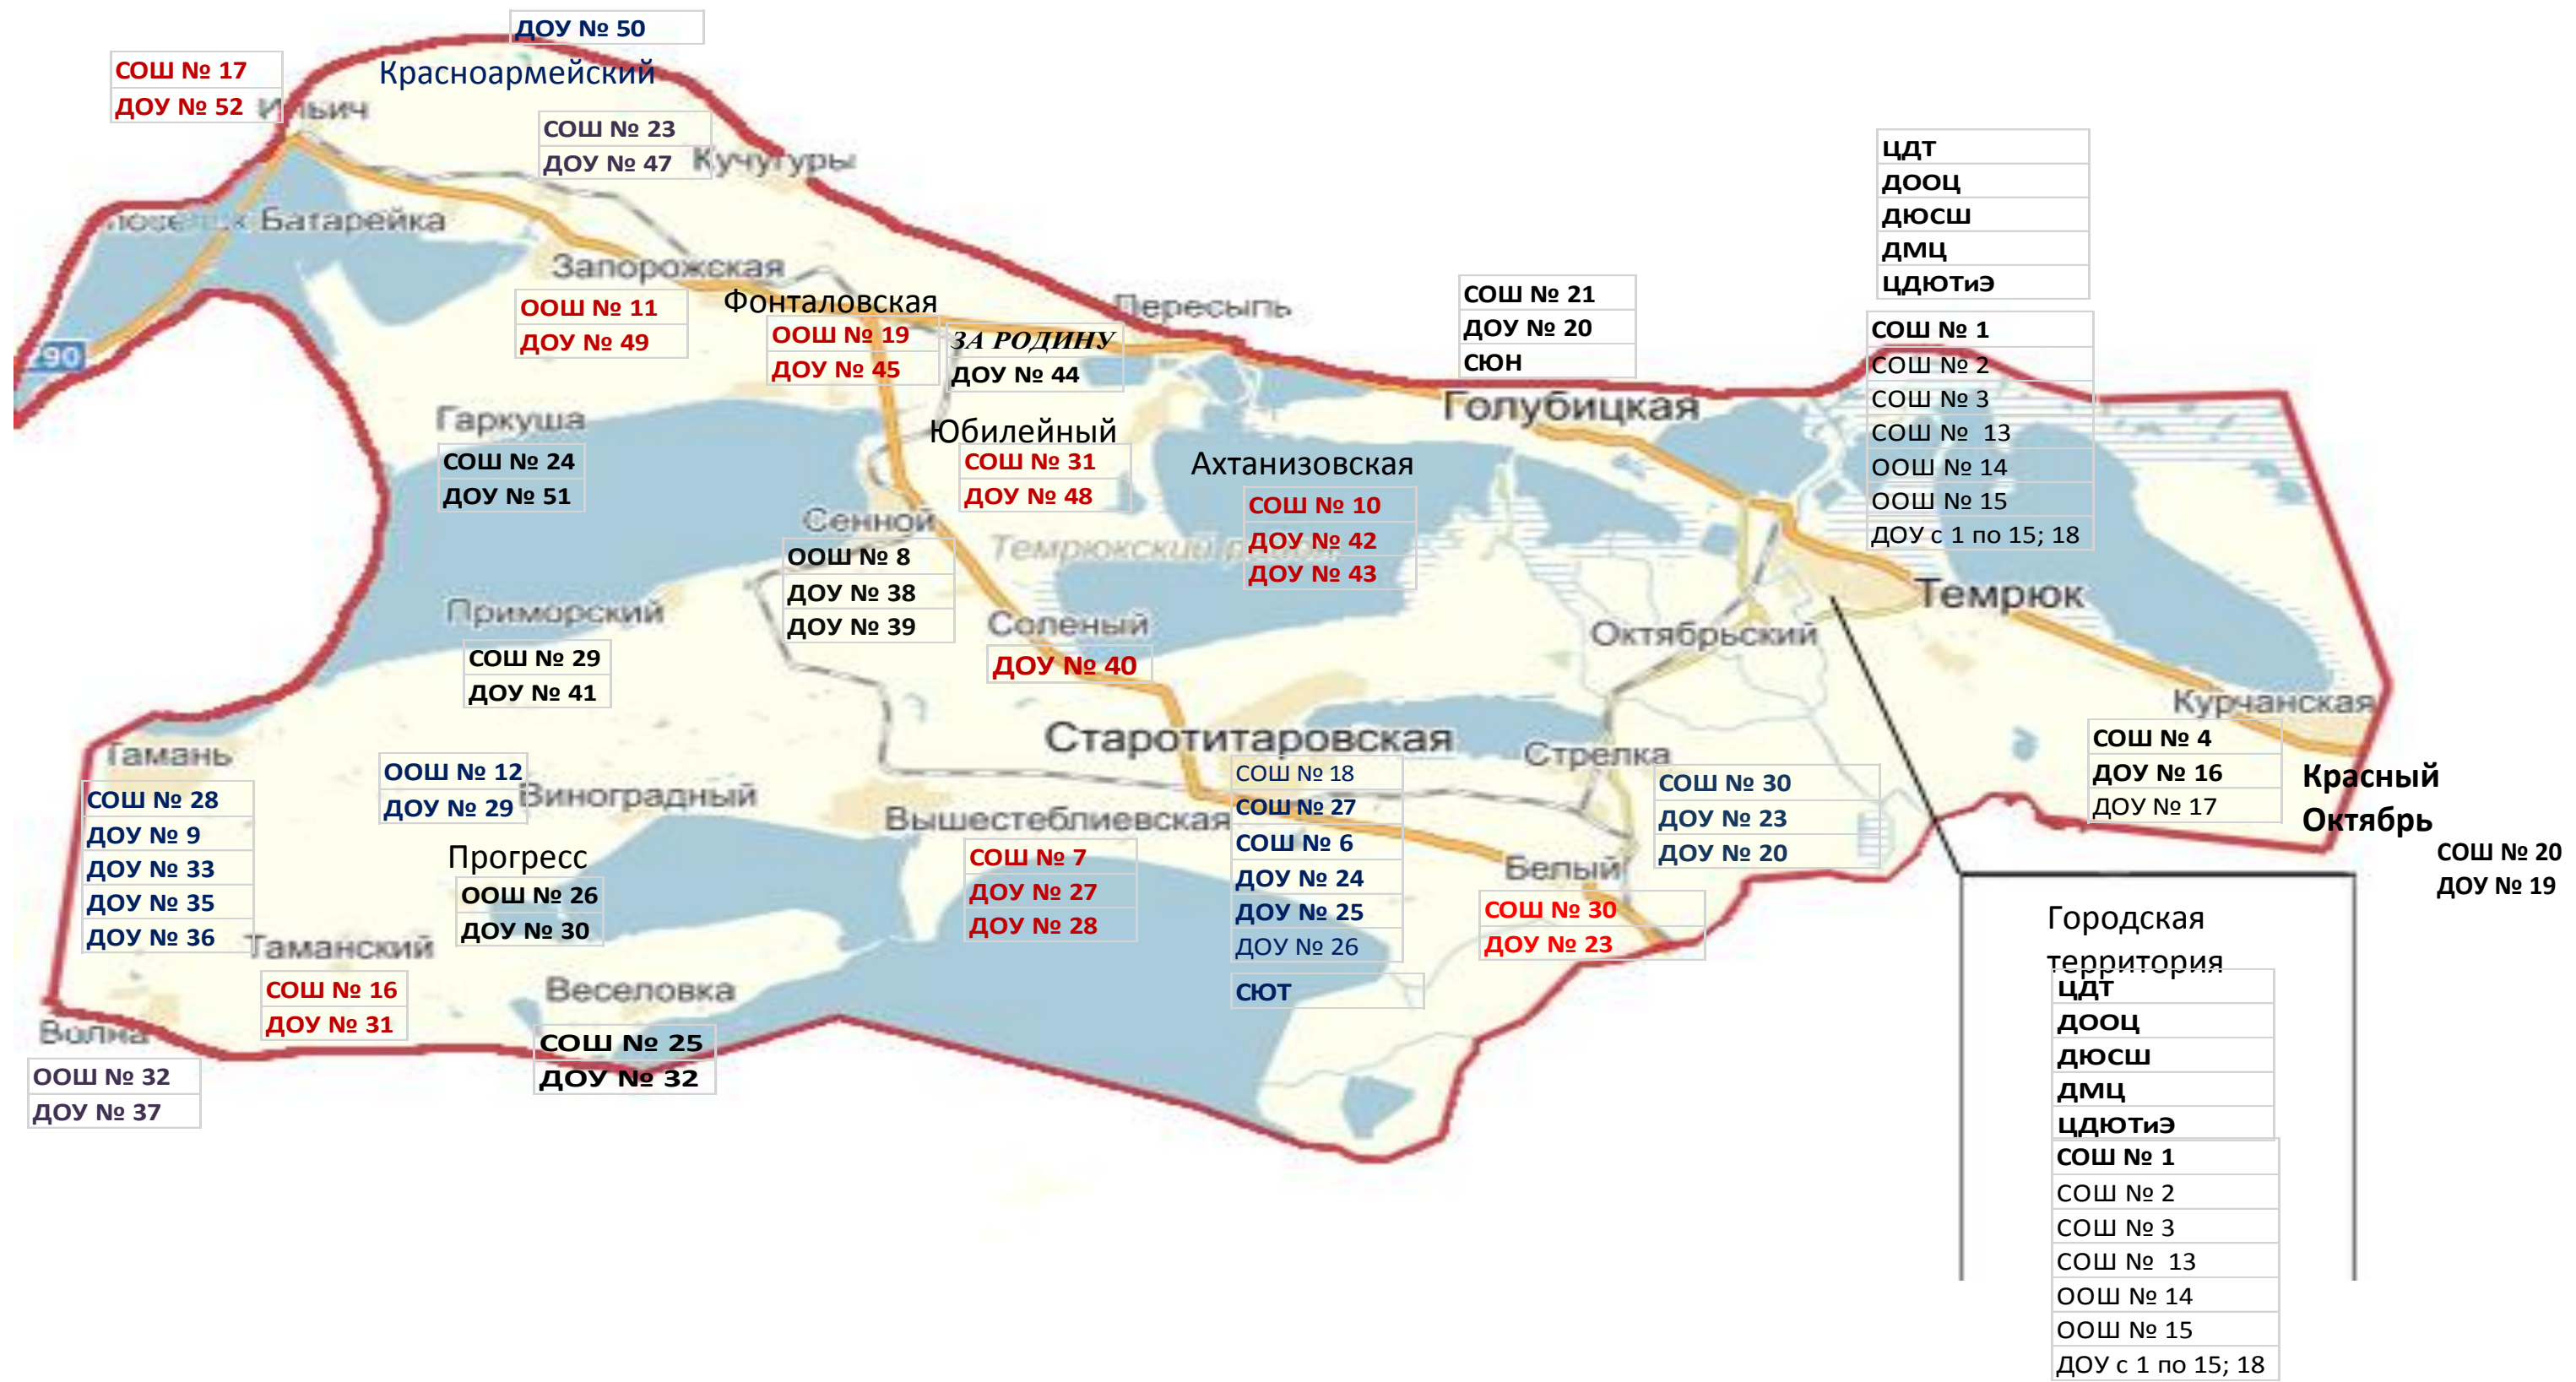 ДОУ № 50
СОШ № 17
ДОУ № 52
Ильич
Красноармейский
СОШ № 23
ДОУ № 47
Кучугуры
ЦДТ
ДООЦ
ДЮСШ
ДМЦ
ЦДЮТиЭ
поселок Батарейка
Запорожская
ООШ № 11
ДОУ № 49
Фонталовская
ООШ № 19
ДОУ № 45
ЗА РОДИНУ
ДОУ № 44
Пересыпь
СОШ № 21
ДОУ № 20
СЮН
Голубицкая
СОШ № 1
СОШ № 2
СОШ № 3
СОШ № 13
ООШ № 14
ООШ № 15
ДОУ с 1 по 15; 18
290
Гаркуша
СОШ № 24
ДОУ № 51
Юбилейный
СОШ № 31
ДОУ № 48
Ахтанизовская
СОШ № 10
ДОУ № 42
ДОУ № 43
Сенной
ООШ № 8
ДОУ № 38
ДОУ № 39
Темрюкский район
Темрюк
Приморский
СОШ № 29
ДОУ № 41
Соленый
ДОУ № 40
Октябрьский
Курчанская
СОШ № 4
ДОУ № 16
ДОУ № 17
Красный
Октябрь
СОШ № 20
ДОУ № 19
Тамань
СОШ № 28
ДОУ № 9
ДОУ № 33
ДОУ № 35
ДОУ № 36
ООШ № 12
ДОУ № 29
Виноградный
Старотитаровская
СОШ № 18
СОШ № 27
СОШ № 6
ДОУ № 24
ДОУ № 25
ДОУ № 26
СЮТ
Стрелка
СОШ № 30
ДОУ № 23
ДОУ № 20
Вышестеблиевская
СОШ № 7
ДОУ № 27
ДОУ № 28
Прогресс
ООШ № 26
ДОУ № 30
Белый
СОШ № 30
ДОУ № 23
Таманский
СОШ № 16
ДОУ № 31
Веселовка
СОШ № 25
ДОУ № 32
Волна
ООШ № 32
ДОУ № 37
Городская
территория
ЦДТ
ДООЦ
ДЮСШ
ДМЦ
ЦДЮТиЭ
СОШ № 1
СОШ № 2
СОШ № 3
СОШ № 13
ООШ № 14
ООШ № 15
ДОУ с 1 по 15; 18